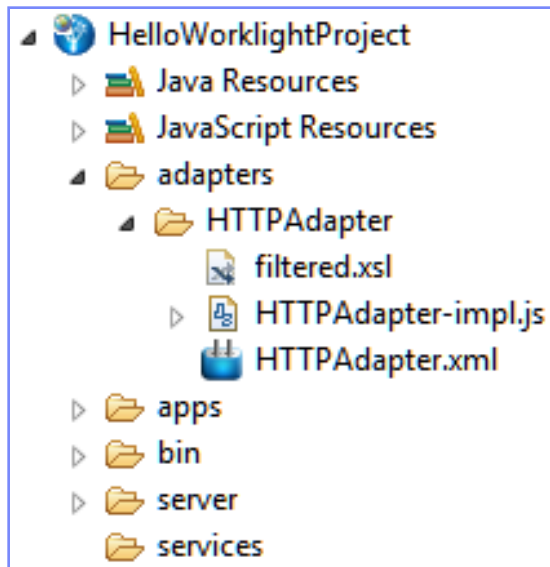 HelloWorklightProject
Java Resources
JavaScript Resources
adapters
HTTPAdapter
filtered.xsl
HTTPAdapter-impl.js
HTTPAdapter.xml
apps
bin
server
services